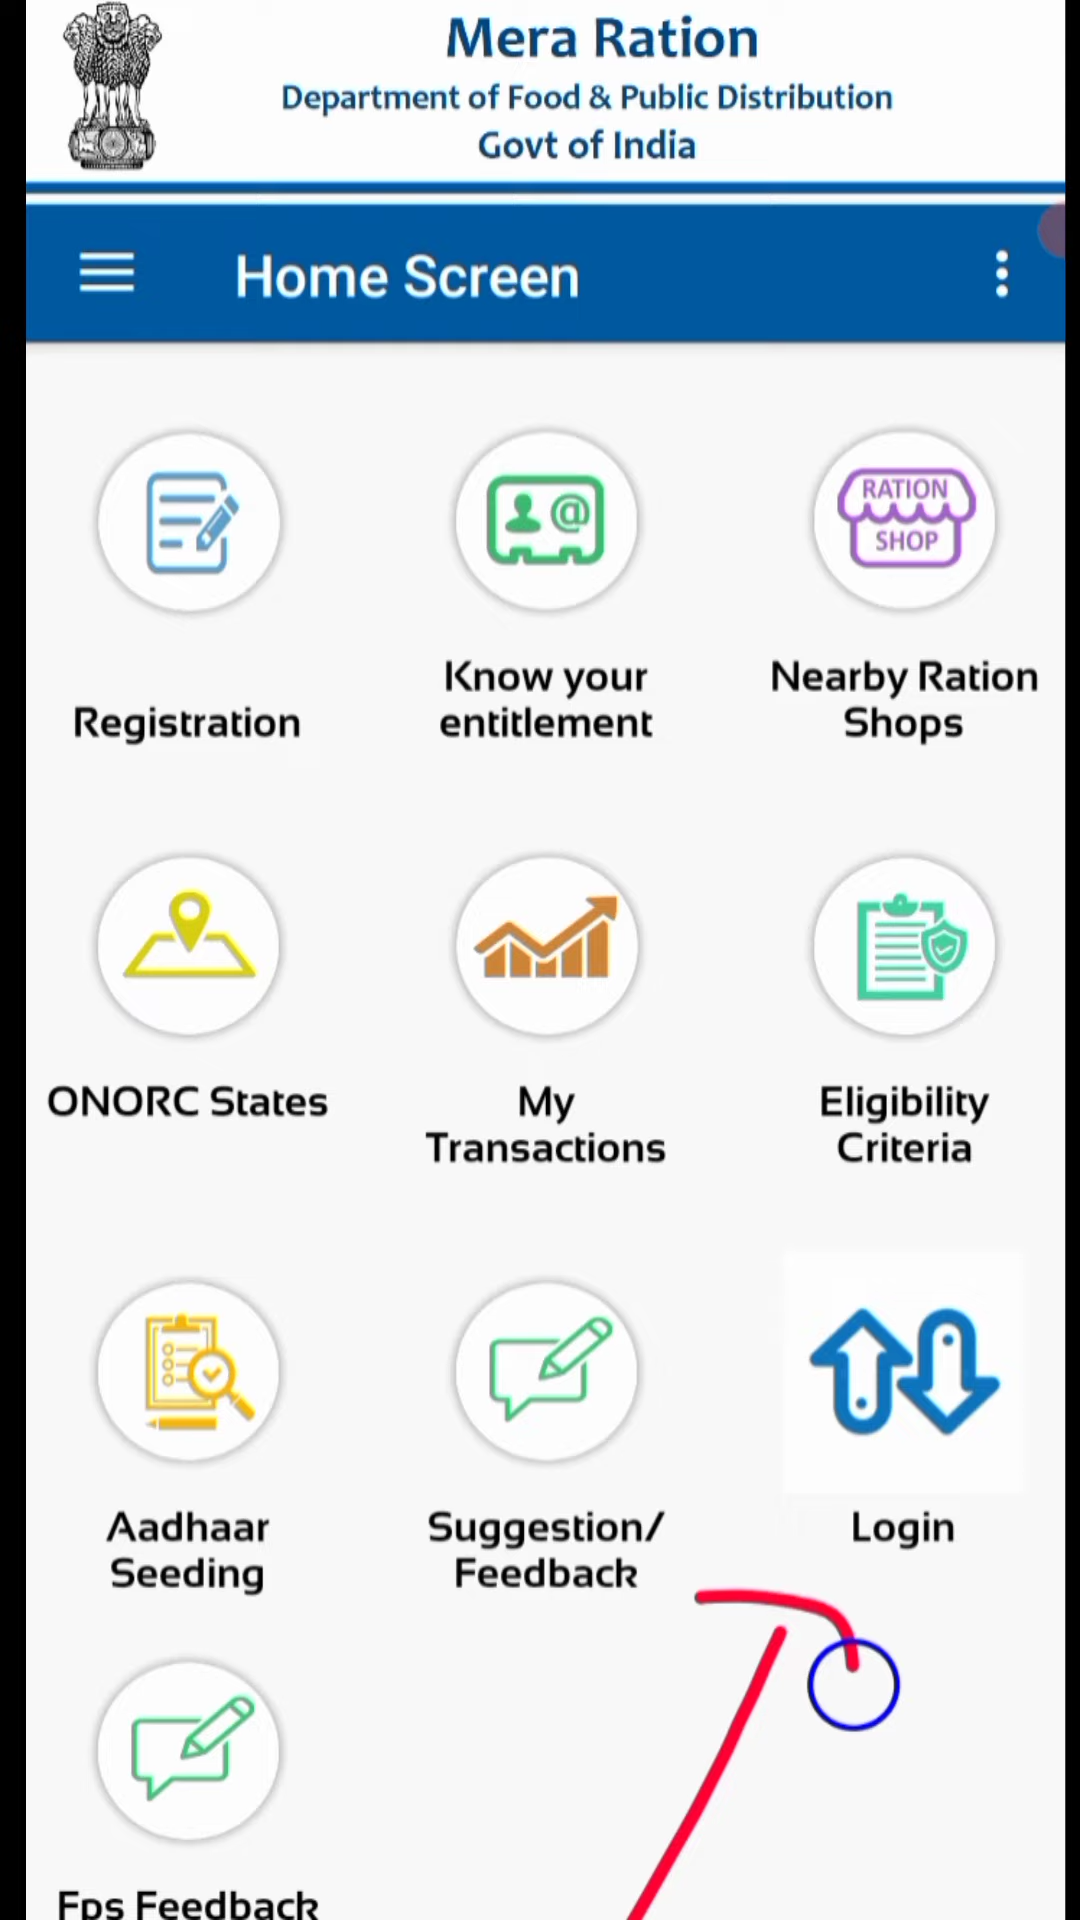 Mera Ration
Department of Food & Public Distribution
Govt of India
Home Screen
RATION
SHOP
Registration
Know your
entitlement
Nearby Ration
Shops
ONORC States
My
Transactions
Eligibility
Criteria
Aadhaar
Seeding
Suggestion/
Feedback
Login
Fps Feedback